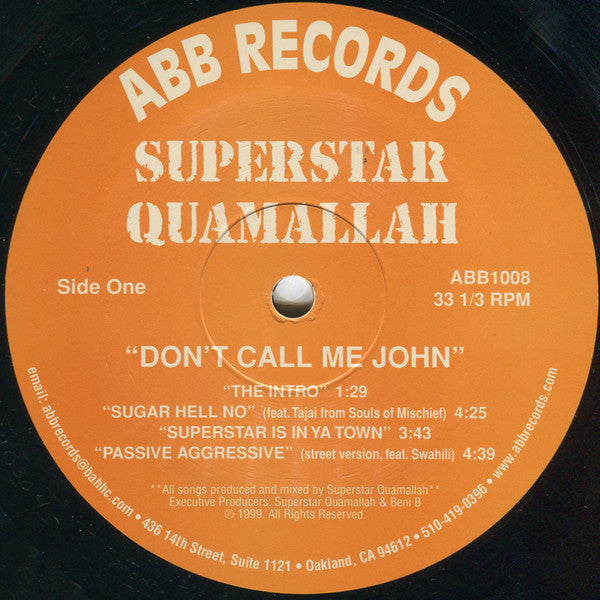 ABB RECORDS
SUPERSTAR
QUAMALLAH
Side One
ABB1008
33 1/3 RPM
“DON’T CALL ME JOHN”
“THE INTRO” 1:29
“SUGAR HELL NO” (feat. Tajai from Souls of Mischief) 4:25
“SUPERSTAR IS IN YA TOWN” 3:43
“PASSIVE AGGRESSIVE” (street version, feat. Swahili) 4:39
**All songs produced and mixed by Superstar Quamallah**
Executive Producers: Superstar Quamallah & Beni B
℗ 1999. All Rights Reserved.
email: abbrecords@bahhc.com • 436 14th Street, Suite 1121 • Oakland, CA 94612 • 510-419-0396 • www.abbrecords.com